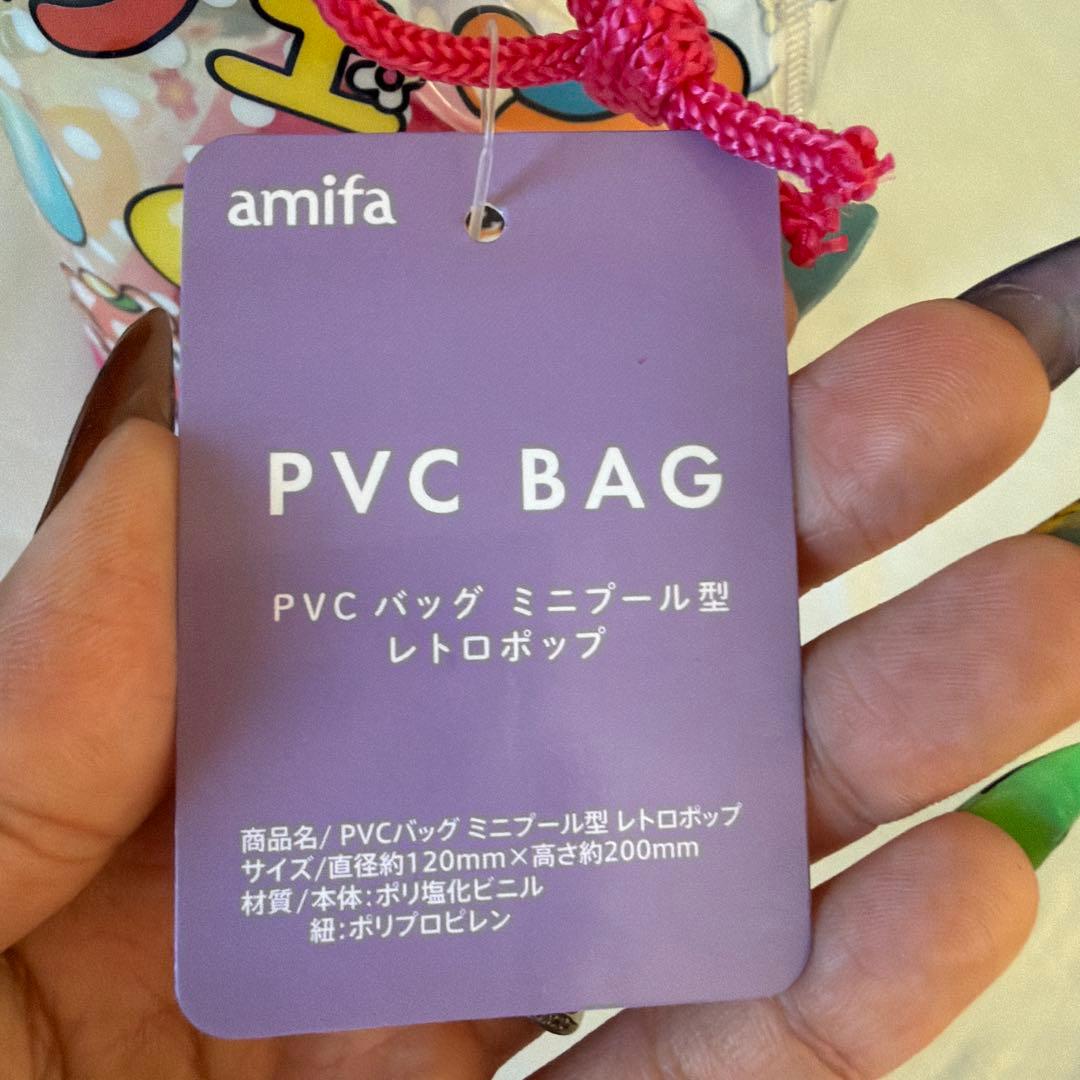 amifa
PVC BAG
PVC バッグ ミニプール型
レトロポップ
商品名/ PVCバッグ ミニプール型 レトロポップ
サイズ/直径約120mm×高さ約200mm
材質/本体:ポリ塩化ビニル
紐:ポリプロピレン